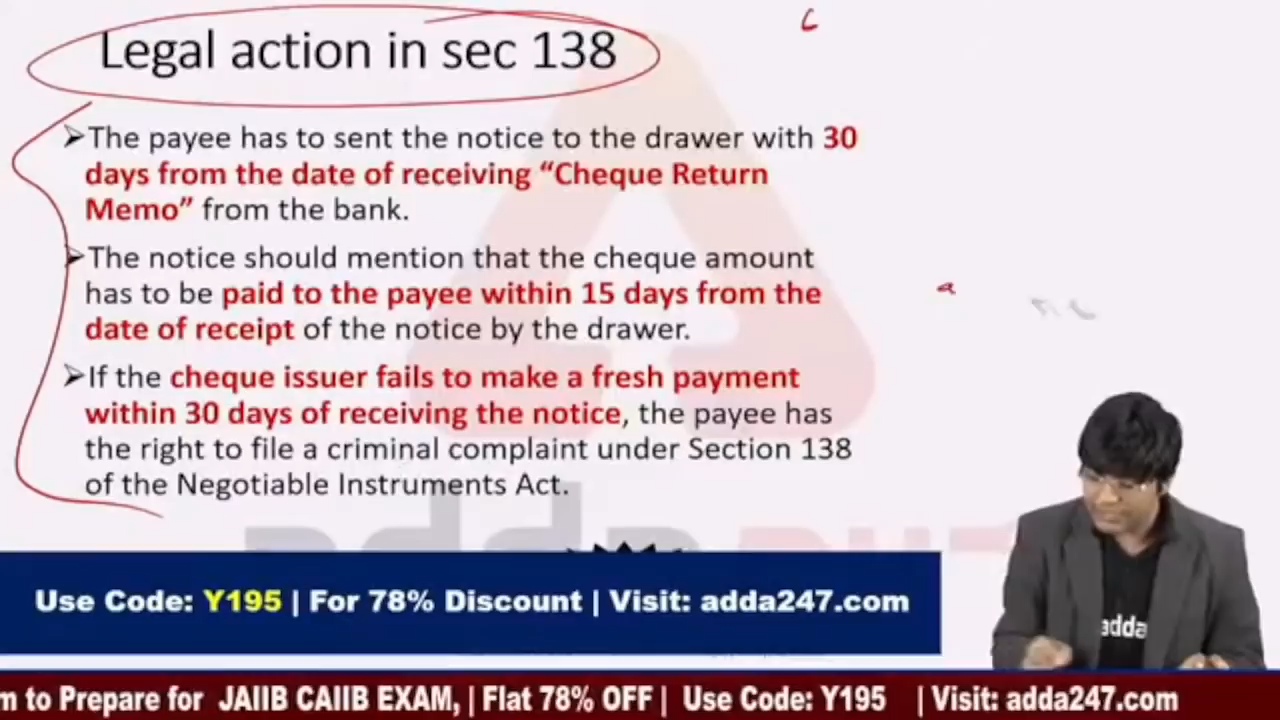 Legal action in sec 138
➢The payee has to sent the notice to the drawer with 30
days from the date of receiving “Cheque Return
Memo” from the bank.
➢The notice should mention that the cheque amount
has to be paid to the payee within 15 days from the
date of receipt of the notice by the drawer.
➢If the cheque issuer fails to make a fresh payment
within 30 days of receiving the notice, the payee has
the right to file a criminal complaint under Section 138
of the Negotiable Instruments Act.
adda
Use Code: Y195 | For 78% Discount | Visit: adda247.com
m to Prepare for JAIIB CAIIB EXAM, | Flat 78% OFF | Use Code: Y195 | Visit: adda247.com